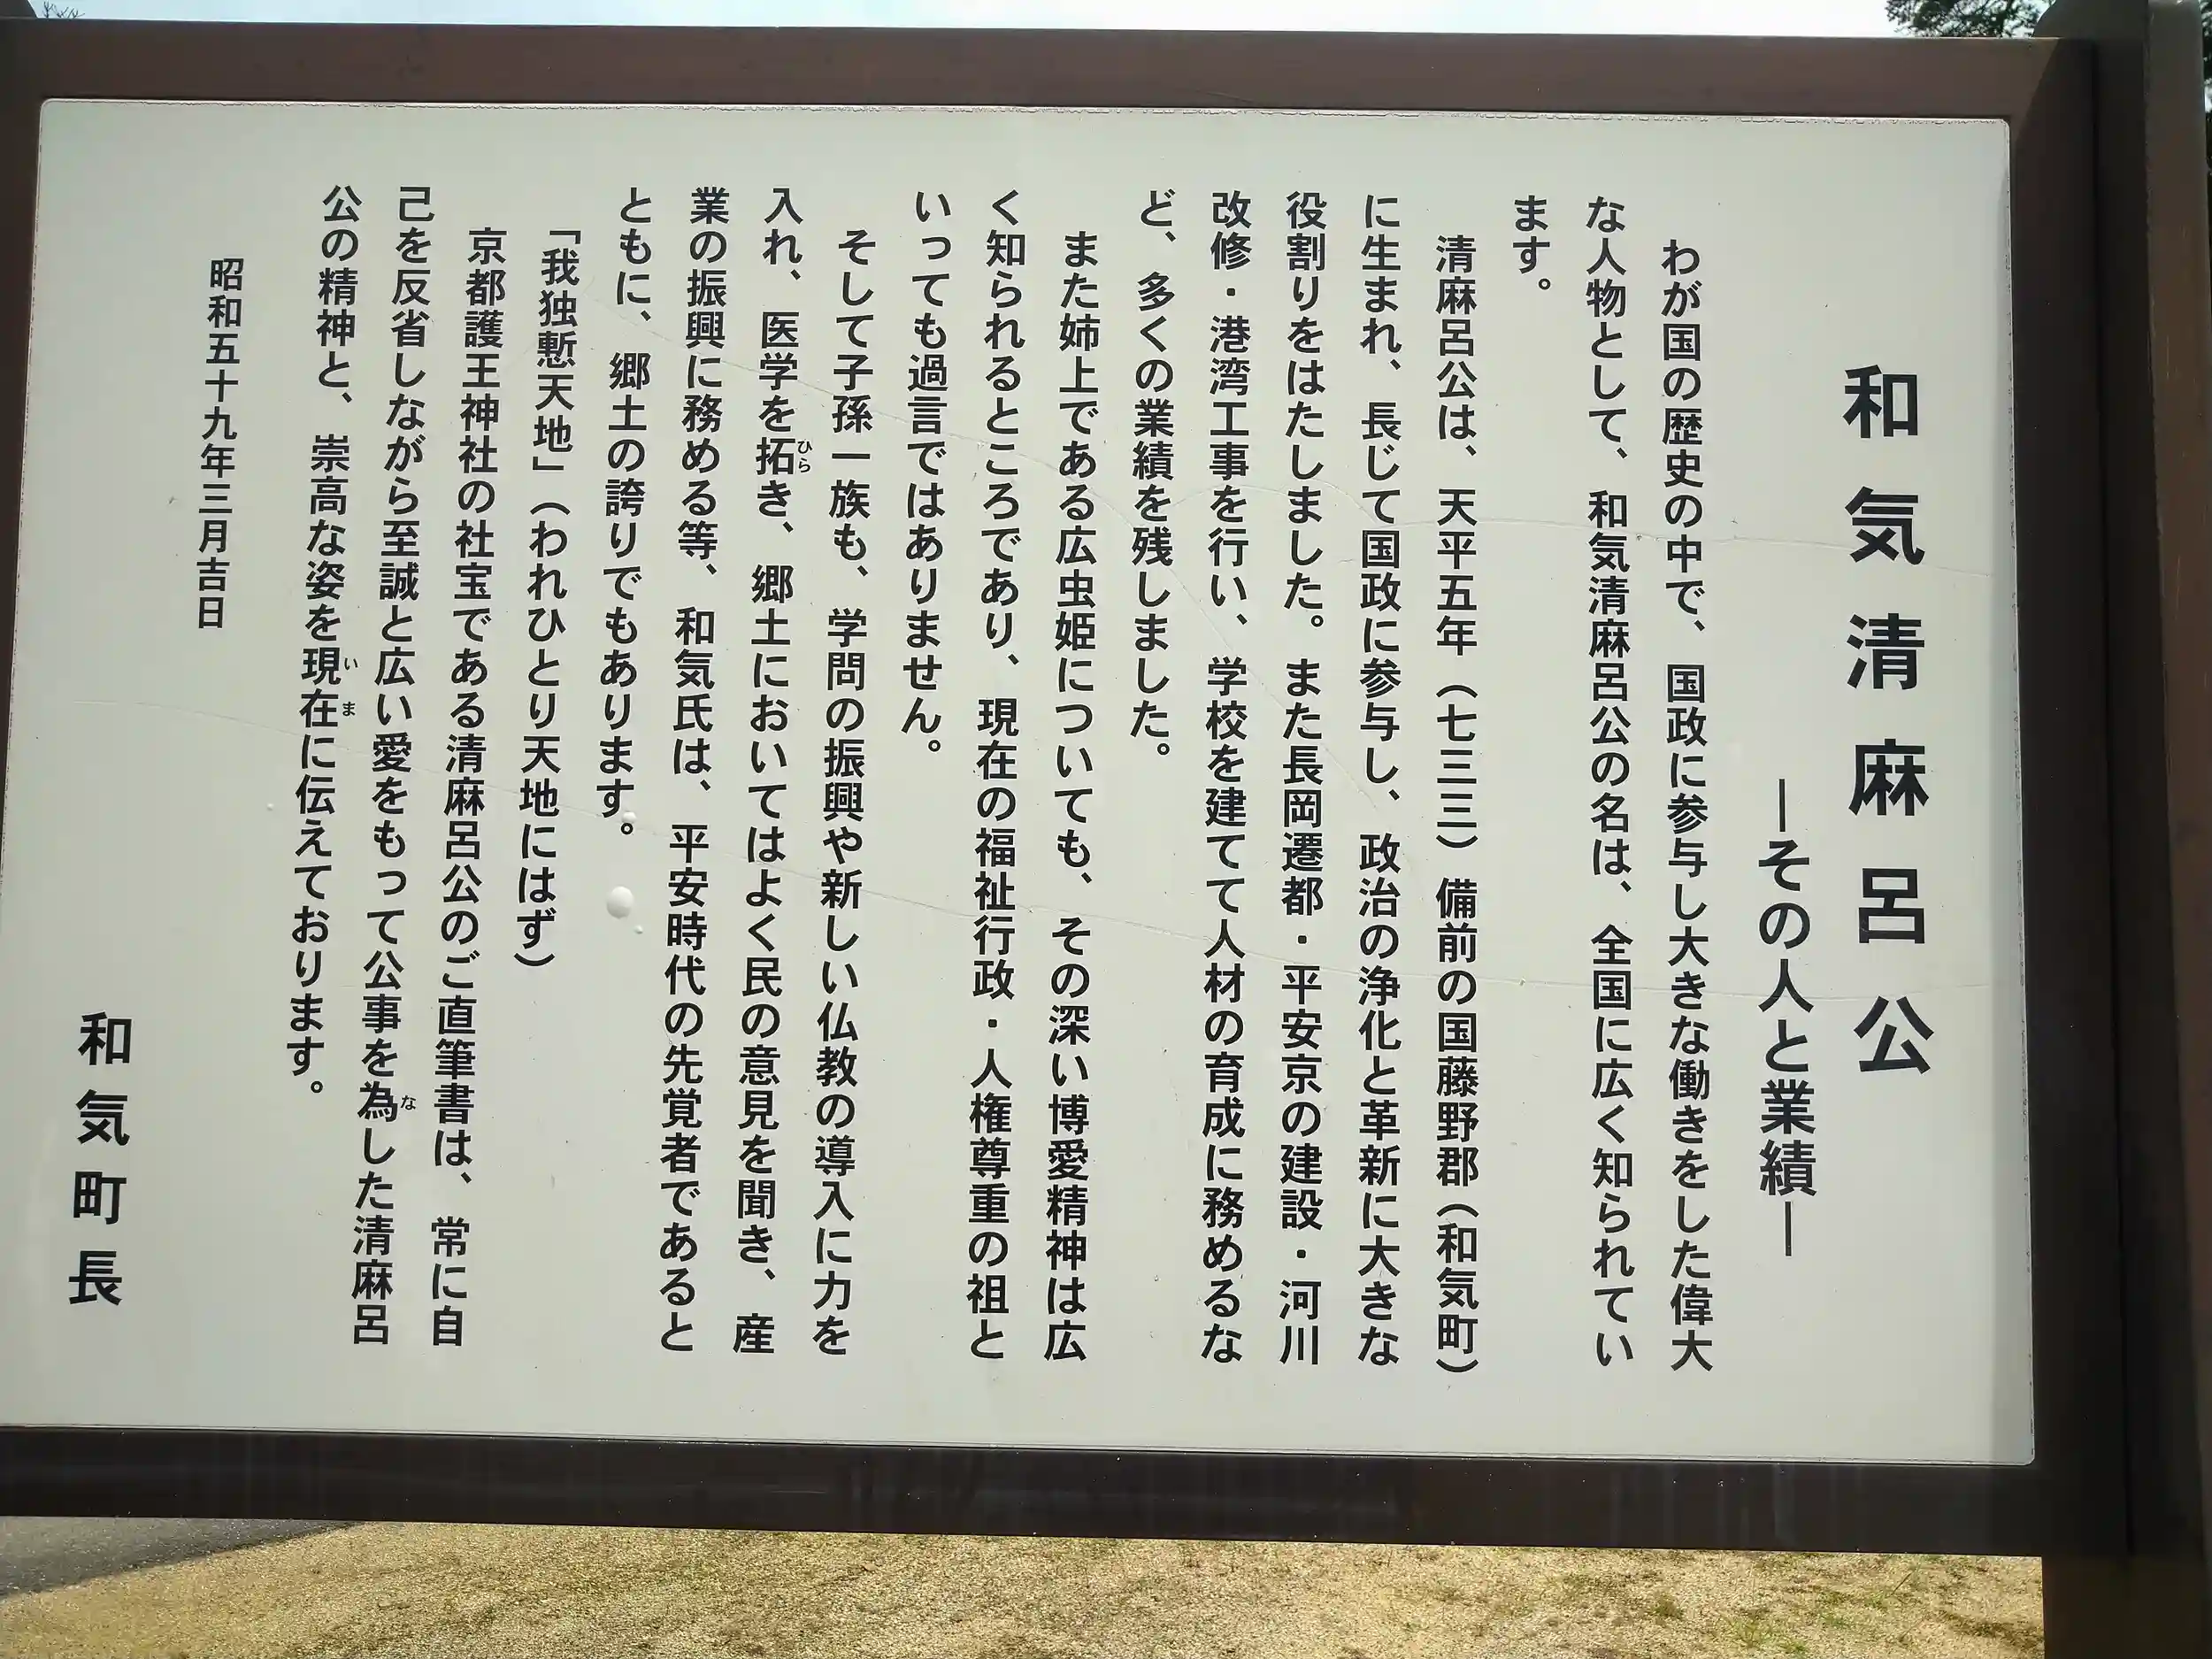 和気清麻呂公
―その人と業績―
わが国の歴史の中で、国政に参与し大きな働きをした偉大
な人物として、和気清麻呂公の名は、全国に広く知られてい
ます。
清麻呂公は、天平五年（七三三）備前の国藤野郡（和気町）
に生まれ、長じて国政に参与し、政治の浄化と革新に大きな
役割りをはたしました。また長岡遷都・平安京の建設・河川
改修・港湾工事を行い、学校を建てて人材の育成に務めるな
ど、多くの業績を残しました。
また姉上である広虫姫についても、その深い博愛精神は広
く知られるところであり、現在の福祉行政・人権尊重の祖と
いっても過言ではありません。
そして子孫一族も、学問の振興や新しい仏教の導入に力を
入れ、医学を拓き、郷土においてはよく民の意見を聞き、産
ひら
業の振興に務める等、和気氏は、平安時代の先覚者であると
ともに、郷土の誇りでもあります。
「我独慙天地」（われひとり天地にはず）
京都護王神社の社宝である清麻呂公のご直筆書は、常に自
己を反省しながら至誠と広い愛をもって公事を為した清麻呂
な
公の精神と、崇高な姿を現在に伝えております。
いま
昭和五十九年三月吉日
和気町長